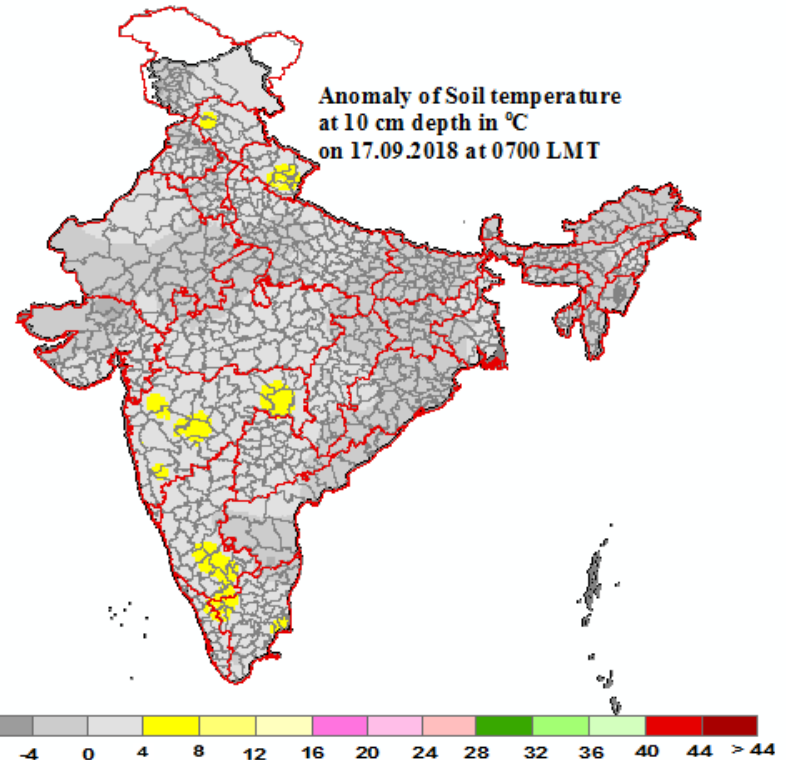 Anomaly of Soil temperature
at 10 cm depth in ⁰C
on 17.09.2018 at 0700 LMT
-4 0 4 8 12 16 20 24 28 32 36 40 44 > 44